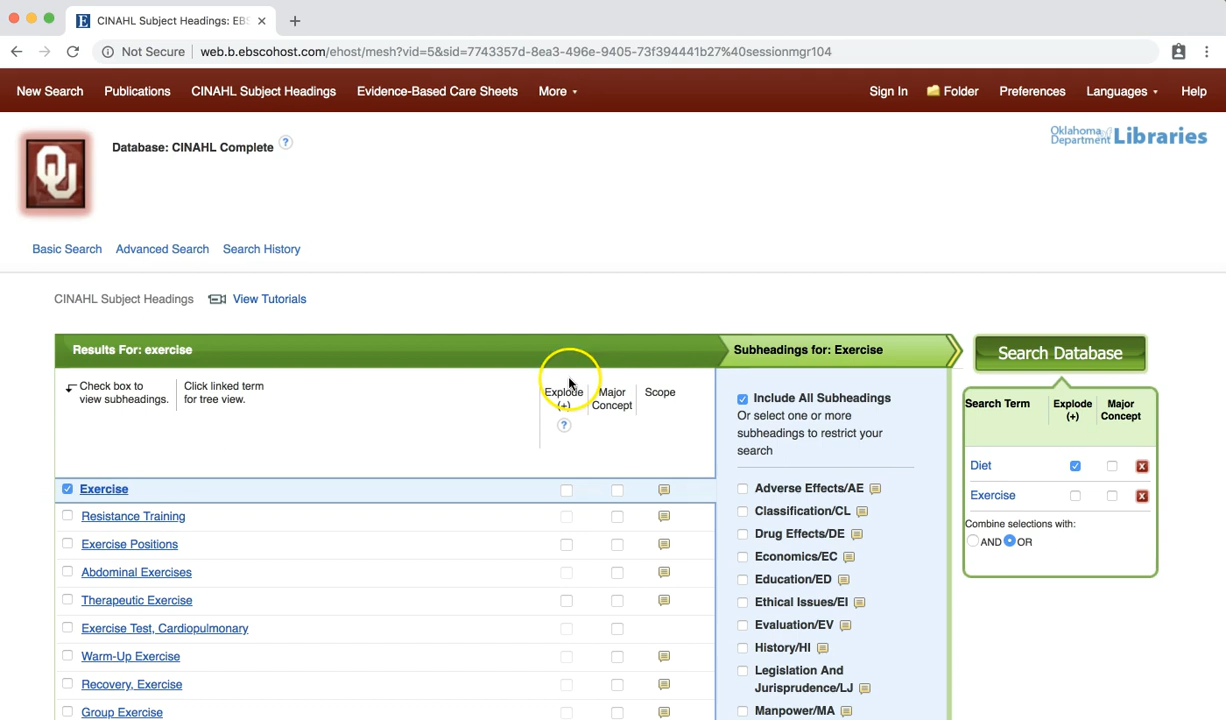 CINAHL Subject Headings: EBS
Not Secure
web.b.ebscohost.com/ehost/mesh?vid=5&sid=7743357d-8ea3-496e-9405-73f394441b27%40sessionmgr104
New Search Publications CINAHL Subject Headings Evidence-Based Care Sheets More Sign In Folder Preferences Languages Help
OU
Database: CINAHL Complete ?
Oklahoma
Department of Libraries
Basic Search Advanced Search Search History
CINAHL Subject Headings View Tutorials
Results For: exercise
Check box to
view subheadings.
Click linked term
for tree view.
Explode
(+)
?
Major
Concept
Scope
Exercise
Resistance Training
Exercise Positions
Abdominal Exercises
Therapeutic Exercise
Exercise Test, Cardiopulmonary
Warm-Up Exercise
Recovery, Exercise
Group Exercise
Subheadings for: Exercise
Include All Subheadings
Or select one or more
subheadings to restrict your
search
Adverse Effects/AE
Classification/CL
Drug Effects/DE
Economics/EC
Education/ED
Ethical Issues/EI
Evaluation/EV
History/HI
Legislation And
Jurisprudence/LJ
Manpower/MA
Search Database
Search Term
Explode
(+)
Major
Concept
Diet
Exercise
Combine selections with:
AND OR